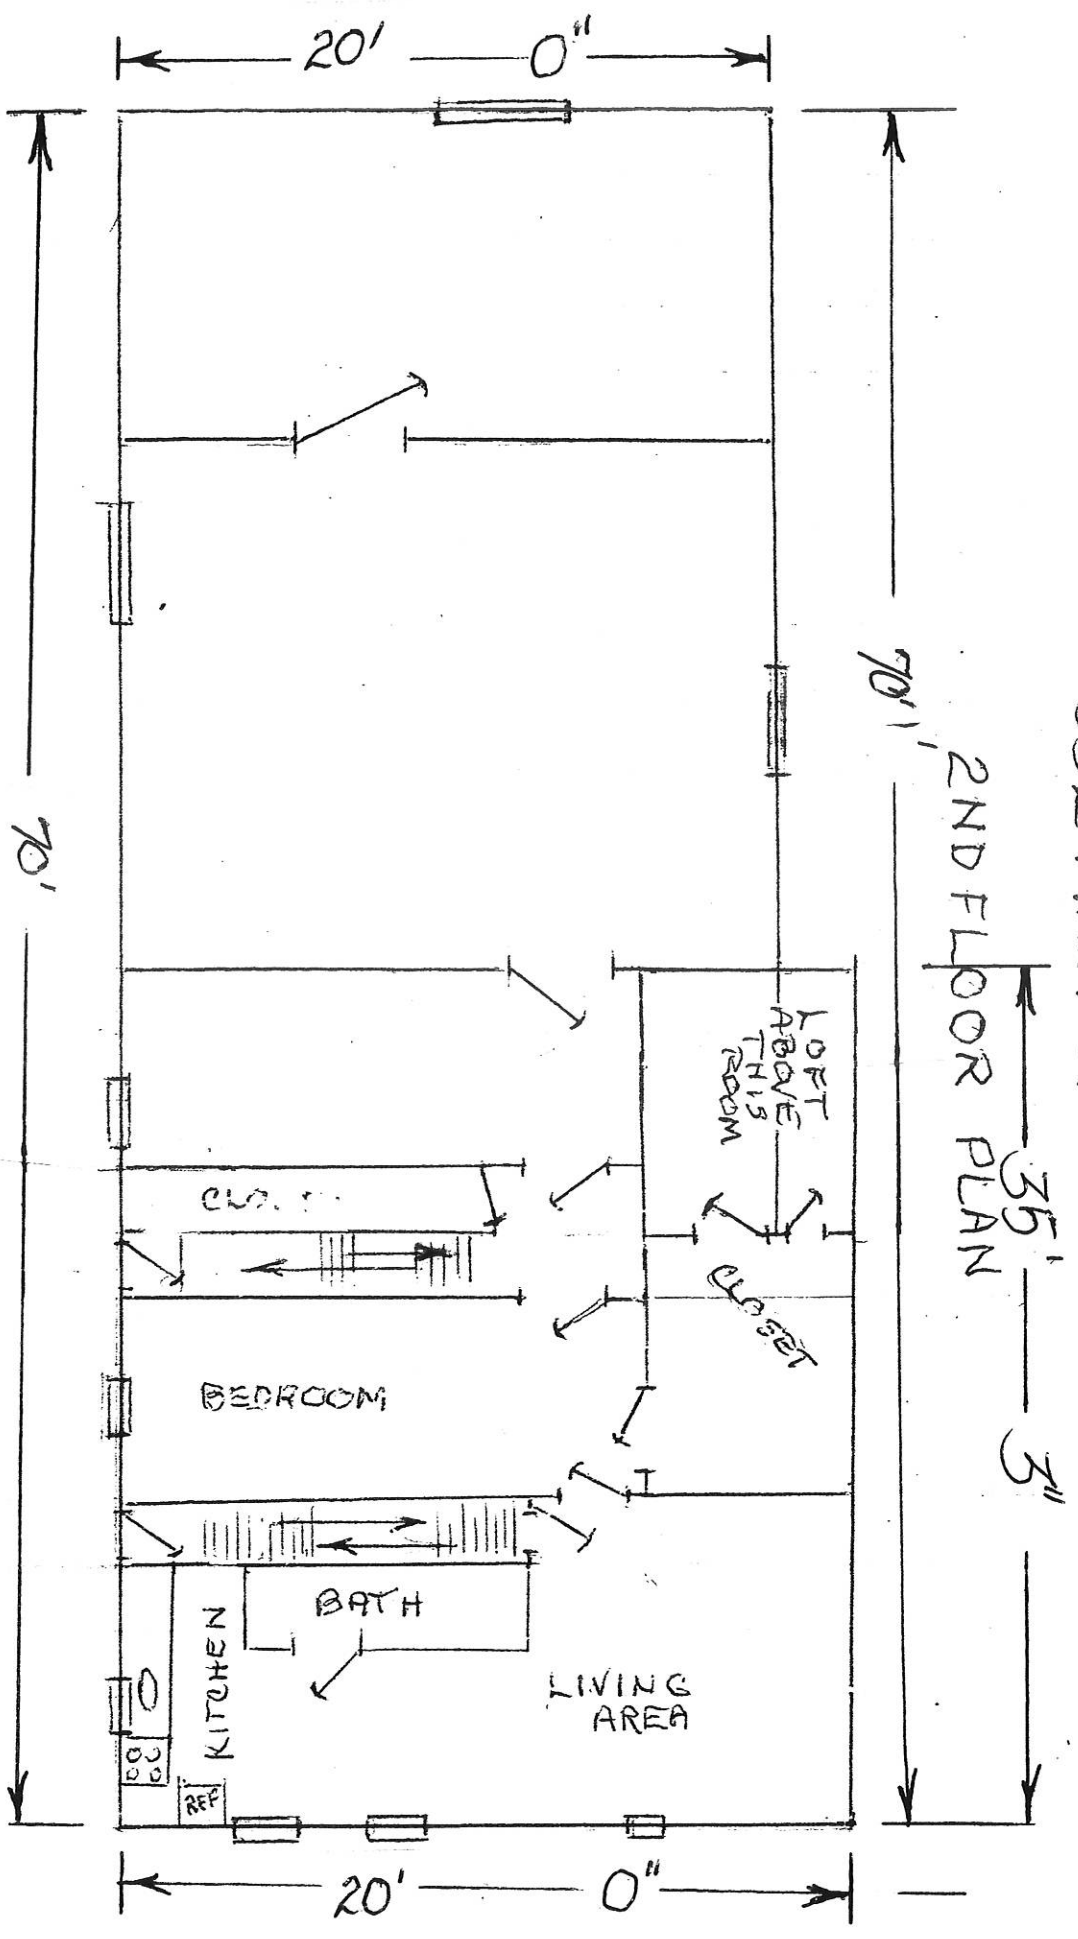 20' 0"
70'
70'
2ND FLOOR PLAN
35' 3"
LOFT
ABOVE
THIS
ROOM
CLOSET
BEDROOM
BATH
KITCHEN
LIVING
AREA
REF
20' 0"